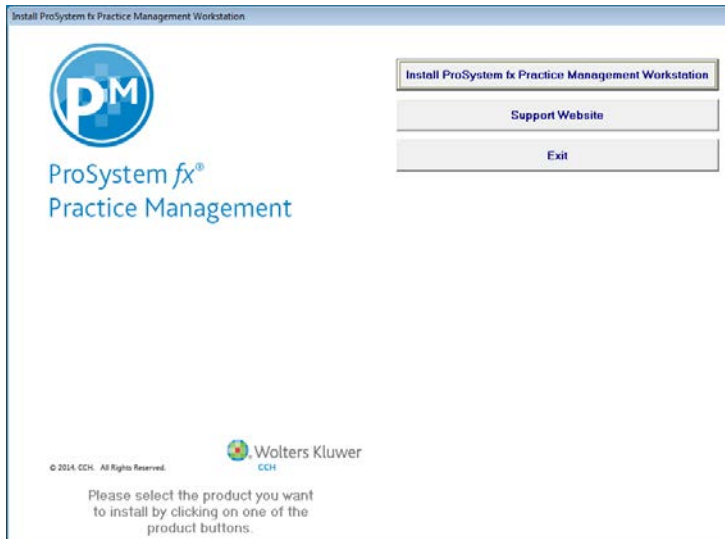 Install ProSystem fx Practice Management Workstation
PM
ProSystem fx®
Practice Management
Install ProSystem fx Practice Management Workstation
Support Website
Exit
Wolters Kluwer
CCH
© 2014, CCH. All Rights Reserved.
Please select the product you want
to install by clicking on one of the
product buttons.